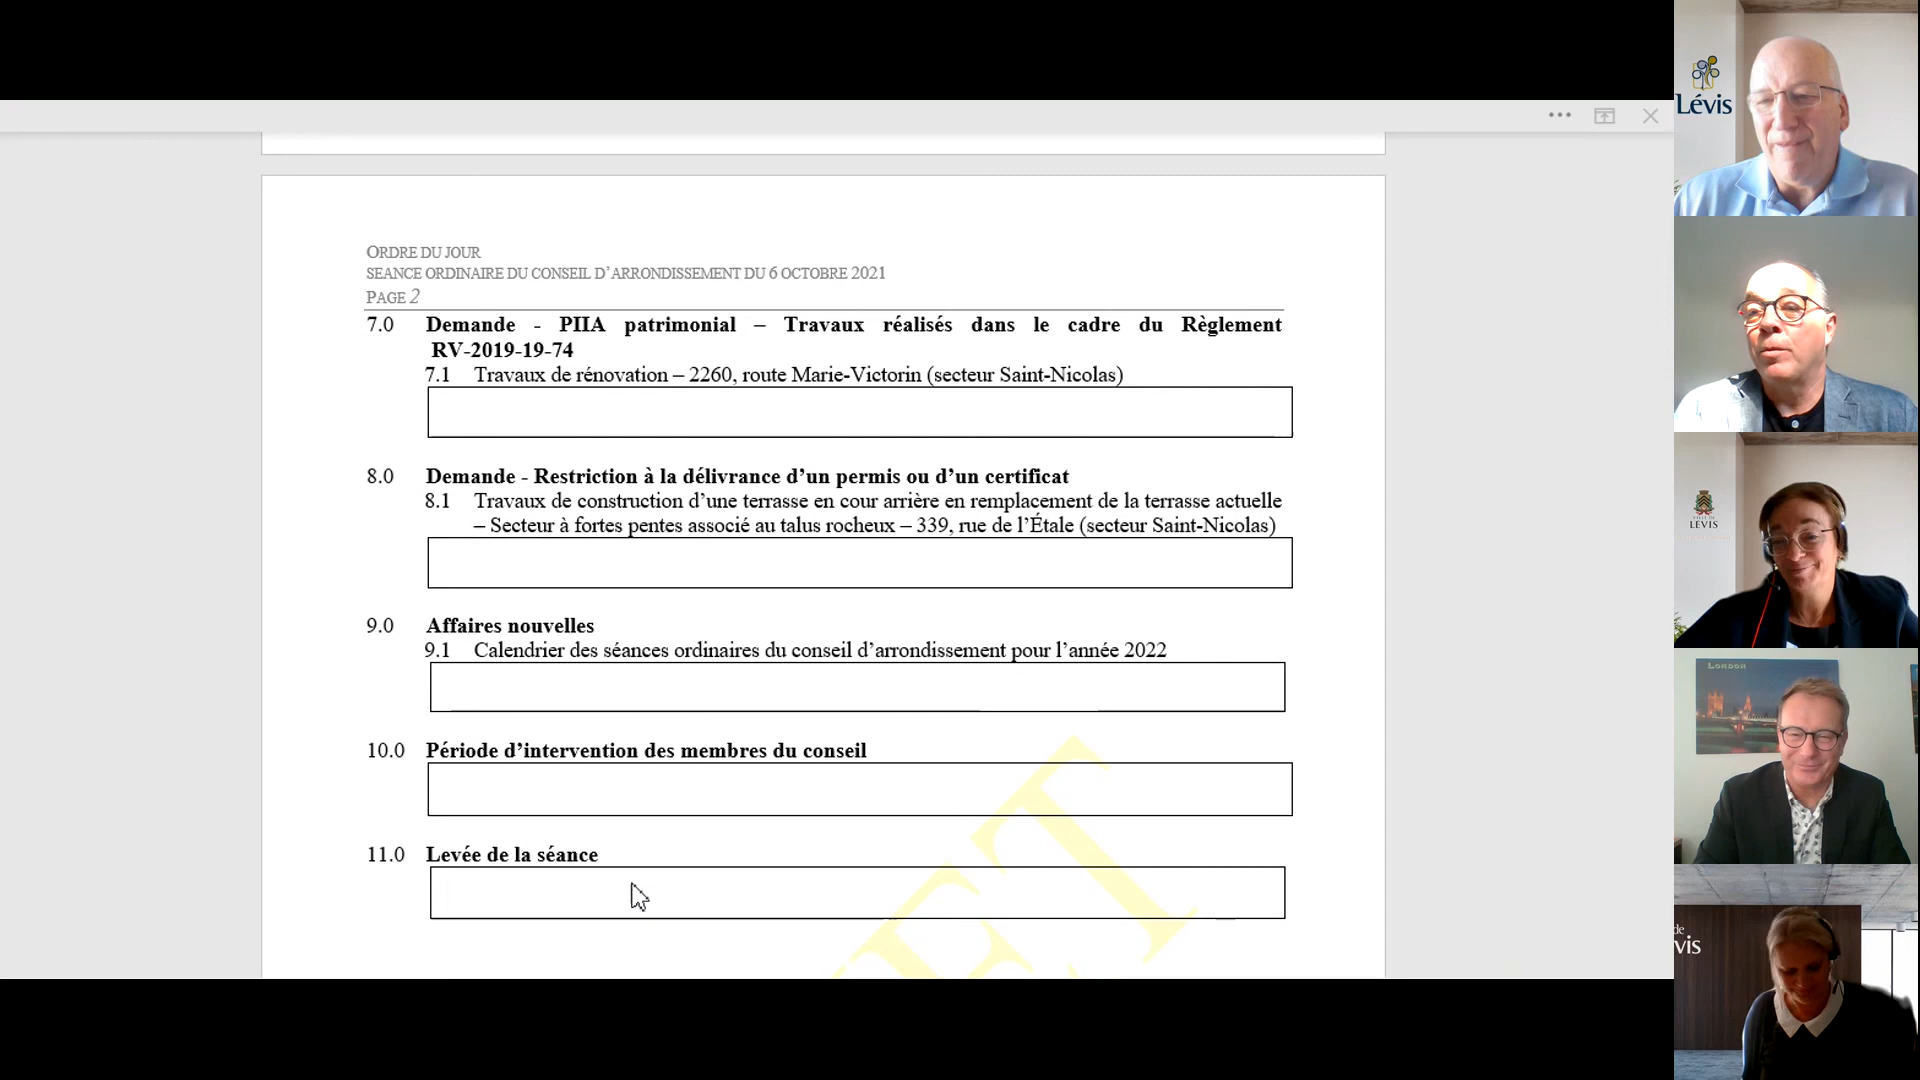 ORDRE DU JOUR
SEANCE ORDINAIRE DU CONSEIL D’ARRONDISSEMENT DU 6 OCTOBRE 2021
PAGE 2
7.0 Demande - PIIA patrimonial – Travaux réalisés dans le cadre du Règlement
RV-2019-19-74
7.1 Travaux de rénovation – 2260, route Marie-Victorin (secteur Saint-Nicolas)
8.0 Demande - Restriction à la délivrance d’un permis ou d’un certificat
8.1 Travaux de construction d’une terrasse en cour arrière en remplacement de la terrasse actuelle
– Secteur à fortes pentes associé au talus rocheux – 339, rue de l’Étale (secteur Saint-Nicolas)
9.0 Affaires nouvelles
9.1 Calendrier des séances ordinaires du conseil d’arrondissement pour l’année 2022
10.0 Période d’intervention des membres du conseil
11.0 Levée de la séance
ET
Lévis
LÉVIS
LONDON
de
vis